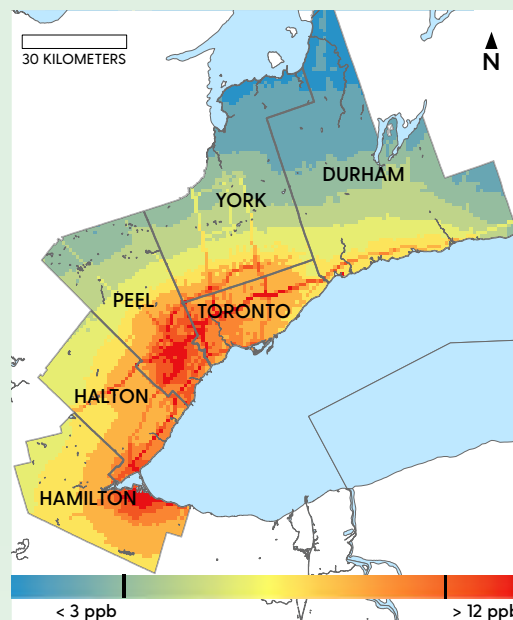 30 KILOMETERS
N
DURHAM
YORK
PEEL
TORONTO
HALTON
HAMILTON
< 3 ppb
> 12 ppb